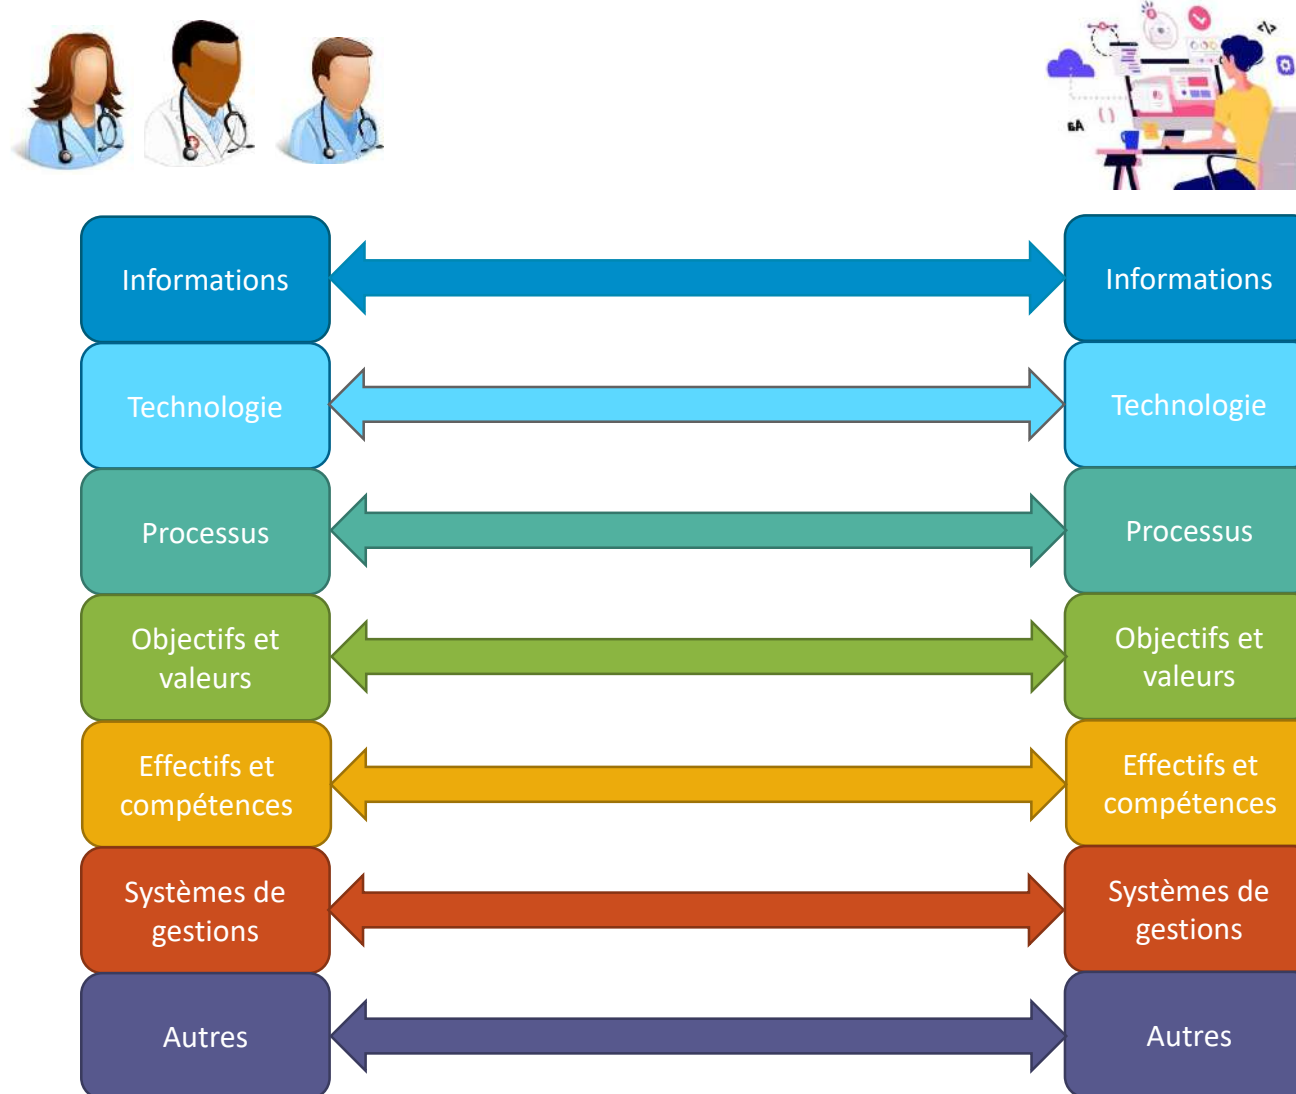 </>
Aa
( )
Informations
Informations
Technologie
Technologie
Processus
Processus
Objectifs et
valeurs
Objectifs et
valeurs
Effectifs et
compétences
Effectifs et
compétences
Systèmes de
gestions
Systèmes de
gestions
Autres
Autres